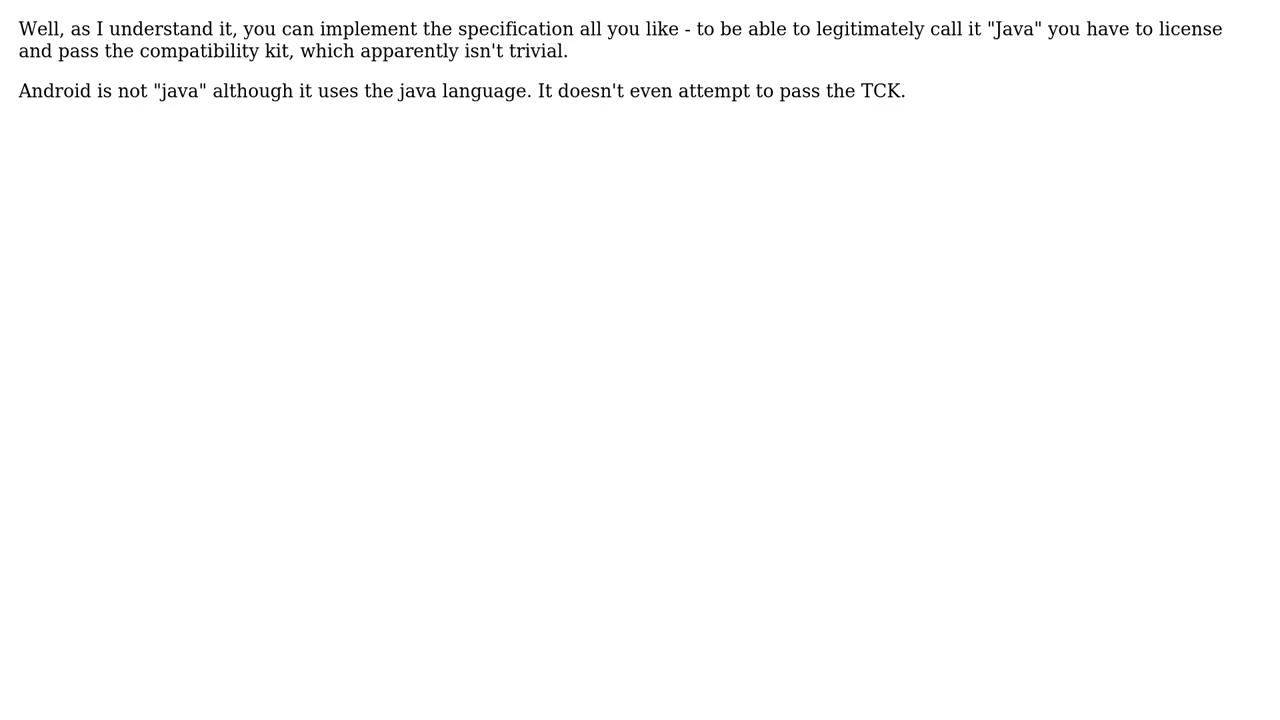 Well, as I understand it, you can implement the specification all you like - to be able to legitimately call it "Java" you have to license
and pass the compatibility kit, which apparently isn't trivial.
Android is not "java" although it uses the java language. It doesn't even attempt to pass the TCK.